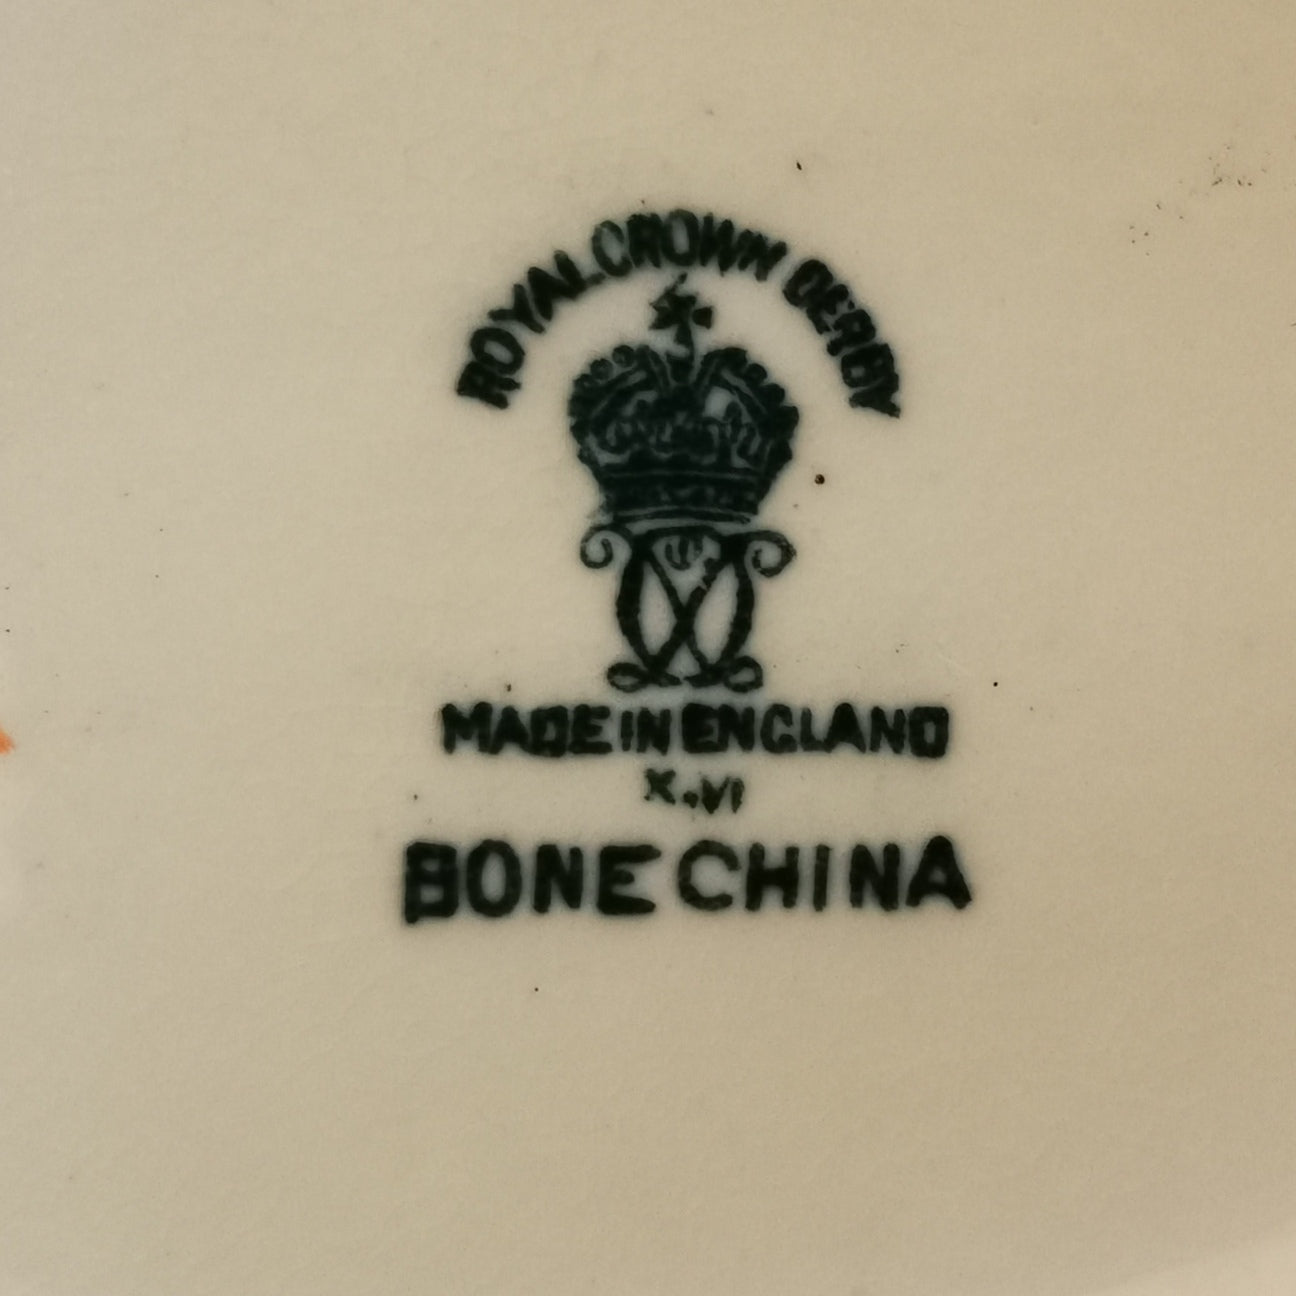 ROYAL CROWN DERBY
MADE IN ENGLAND
X.VI
BONE CHINA